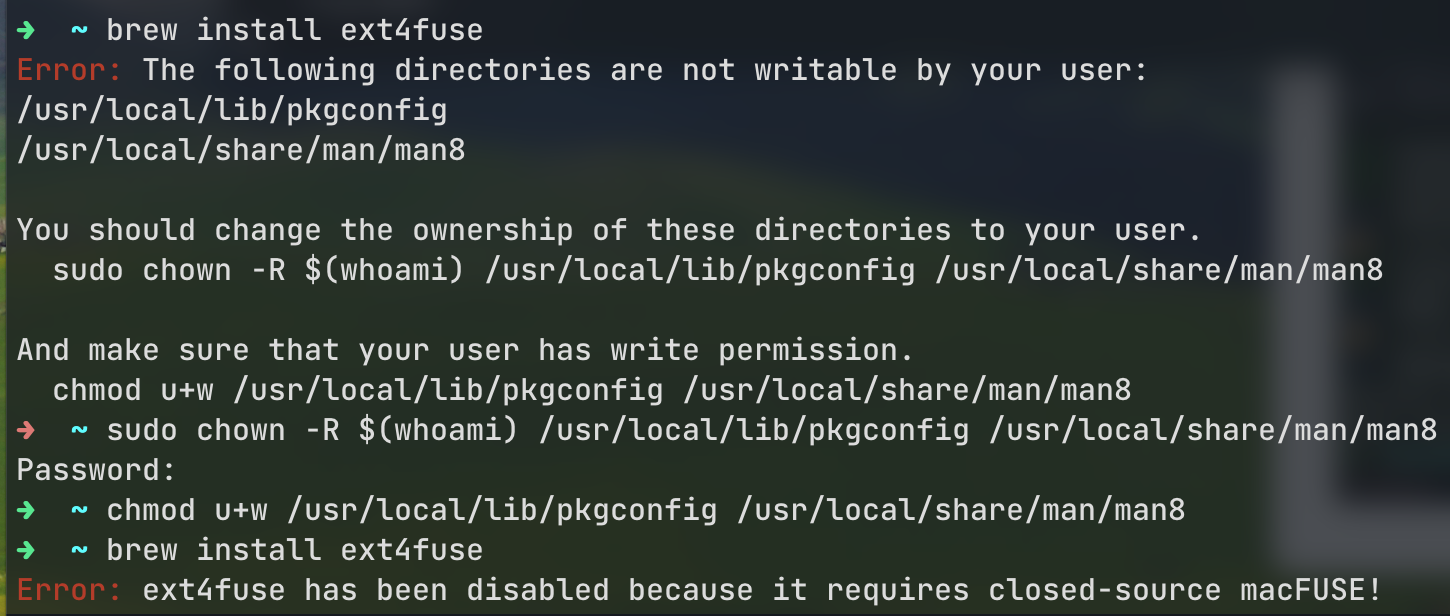 ➜  ~ brew install ext4fuse
Error: The following directories are not writable by your user:
/usr/local/lib/pkgconfig
/usr/local/share/man/man8

You should change the ownership of these directories to your user.
  sudo chown -R $(whoami) /usr/local/lib/pkgconfig /usr/local/share/man/man8

And make sure that your user has write permission.
  chmod u+w /usr/local/lib/pkgconfig /usr/local/share/man/man8
➜  ~ sudo chown -R $(whoami) /usr/local/lib/pkgconfig /usr/local/share/man/man8
Password:
➜  ~ chmod u+w /usr/local/lib/pkgconfig /usr/local/share/man/man8
➜  ~ brew install ext4fuse
Error: ext4fuse has been disabled because it requires closed-source macFUSE!